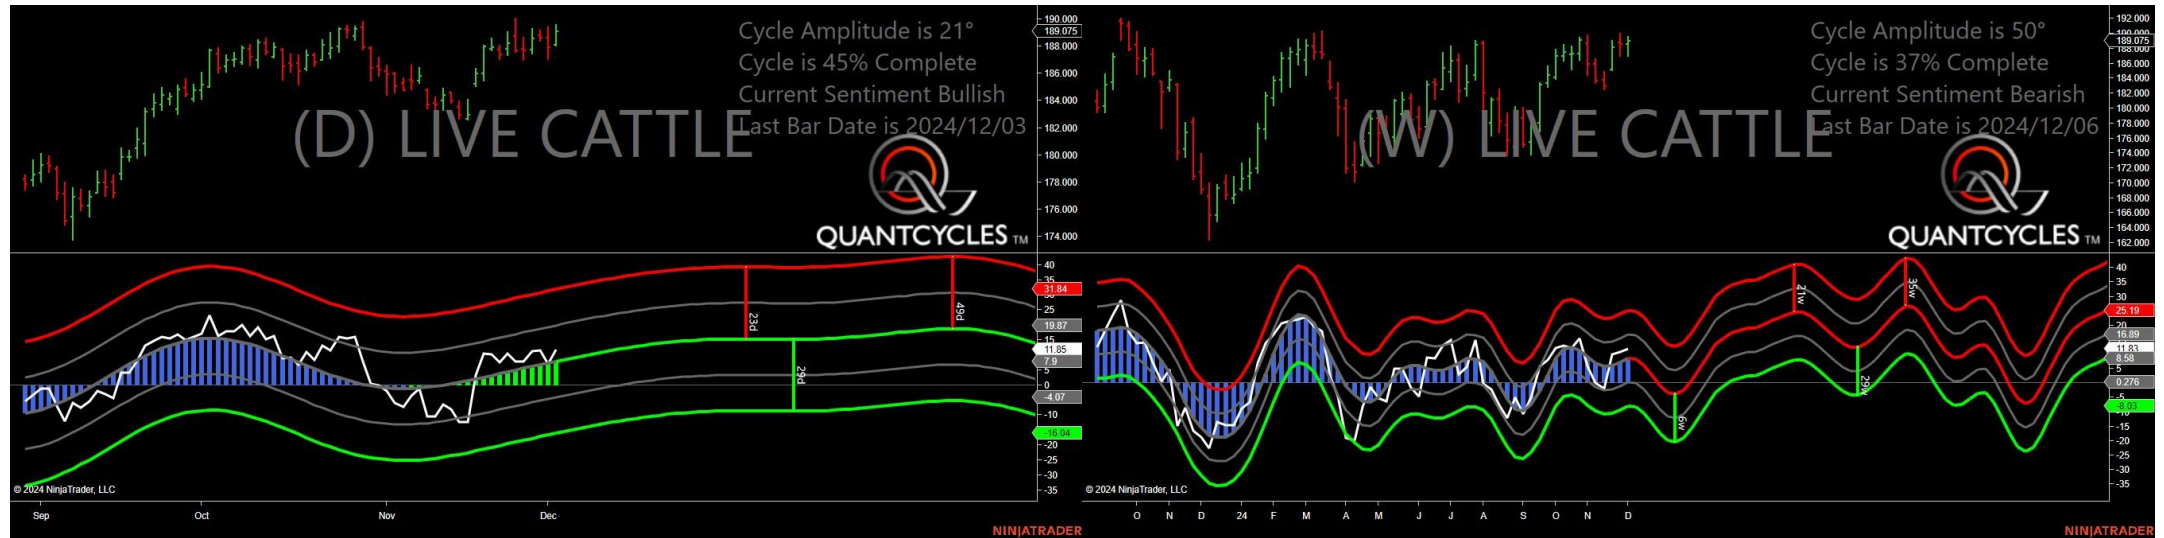 Cycle Amplitude is 21°
Cycle is 45% Complete
Current Sentiment Bullish
Last Bar Date is 2024/12/03
(D) LIVE CATTLE
QUANTCYCLES TM
190.000
189.075
188.000
186.000
184.000
182.000
180.000
178.000
176.000
174.000
40
35
31.84
25
19.87
15
11.85
7.9
5
0
-4.07
-10
-16.04
-20
-25
-30
-35
23d
49d
29d
© 2024 NinjaTrader, LLC
Sep
Oct
Nov
Dec
NINJATRADER
Cycle Amplitude is 50°
Cycle is 37% Complete
Current Sentiment Bearish
Last Bar Date is 2024/12/06
(W) LIVE CATTLE
QUANTCYCLES TM
192.000
189.075
188.000
186.000
184.000
182.000
180.000
178.000
176.000
174.000
172.000
170.000
168.000
166.000
164.000
162.000
40
35
30
25.19
20
16.89
11.83
8.58
5
0.276
-8.03
-15
-20
-25
-30
-35
21w
35w
29w
6w
© 2024 NinjaTrader, LLC
O
N
D
24
F
M
A
M
J
J
A
S
O
N
D
NINJATRADER